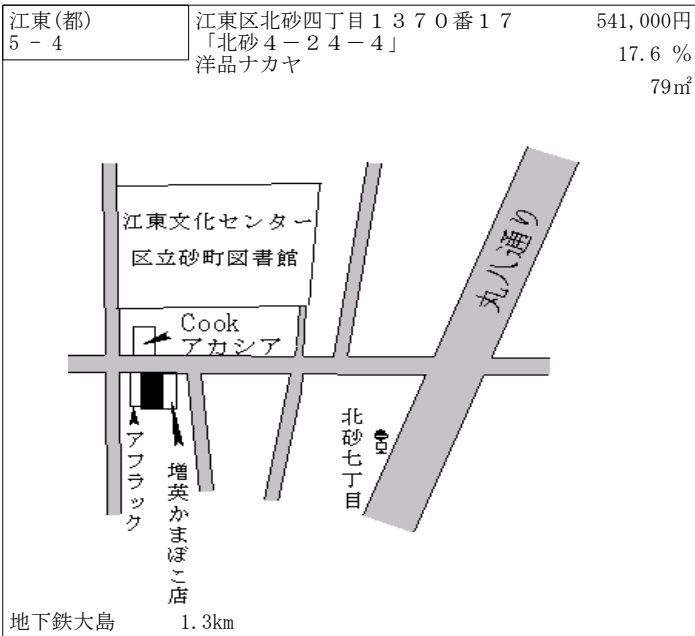 江東(都)
5 - 4
江東区北砂四丁目１３７０番１７
「北砂４－２４－４」
洋品ナカヤ
541,000円
17.6 %
79㎡
江東文化センター
区立砂町図書館
丸八通り
Cook
アカシア
北砂七丁目
アフラック
増英かまぼこ店
地下鉄大島
1.3km